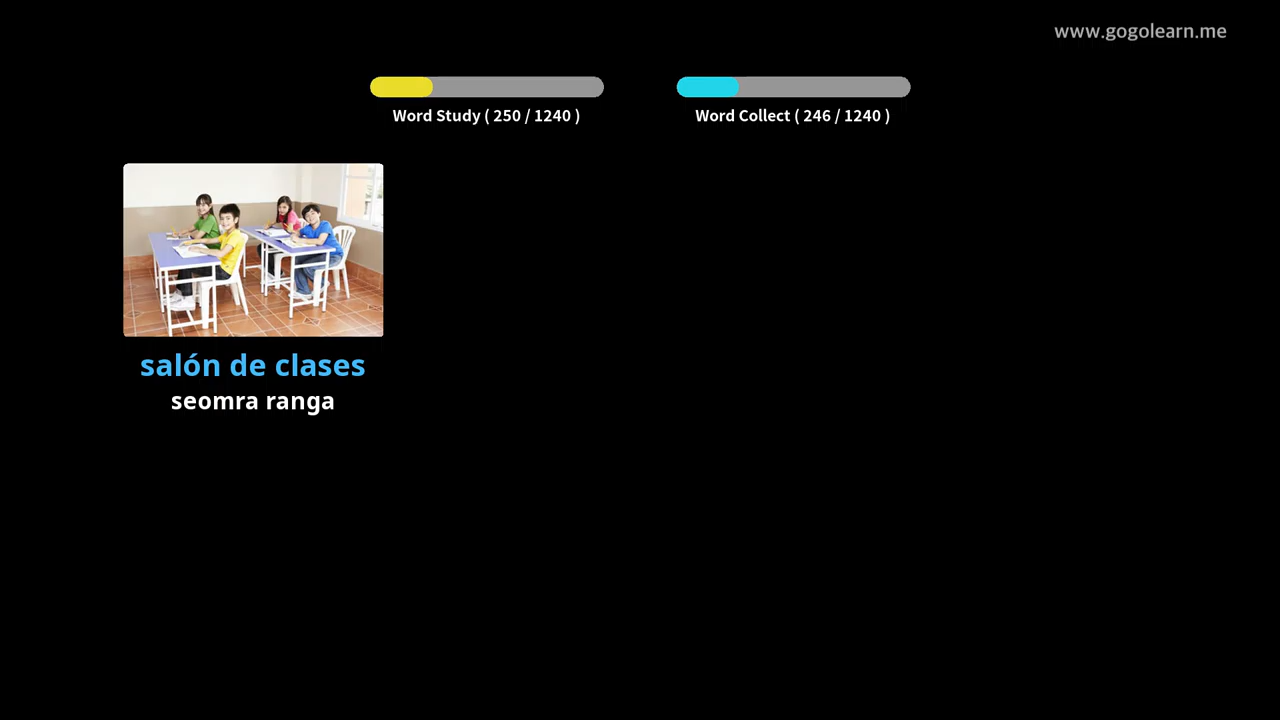 www.gogolearn.me
Word Study ( 250 / 1240 )
Word Collect ( 246 / 1240 )
salón de clases
seomra ranga